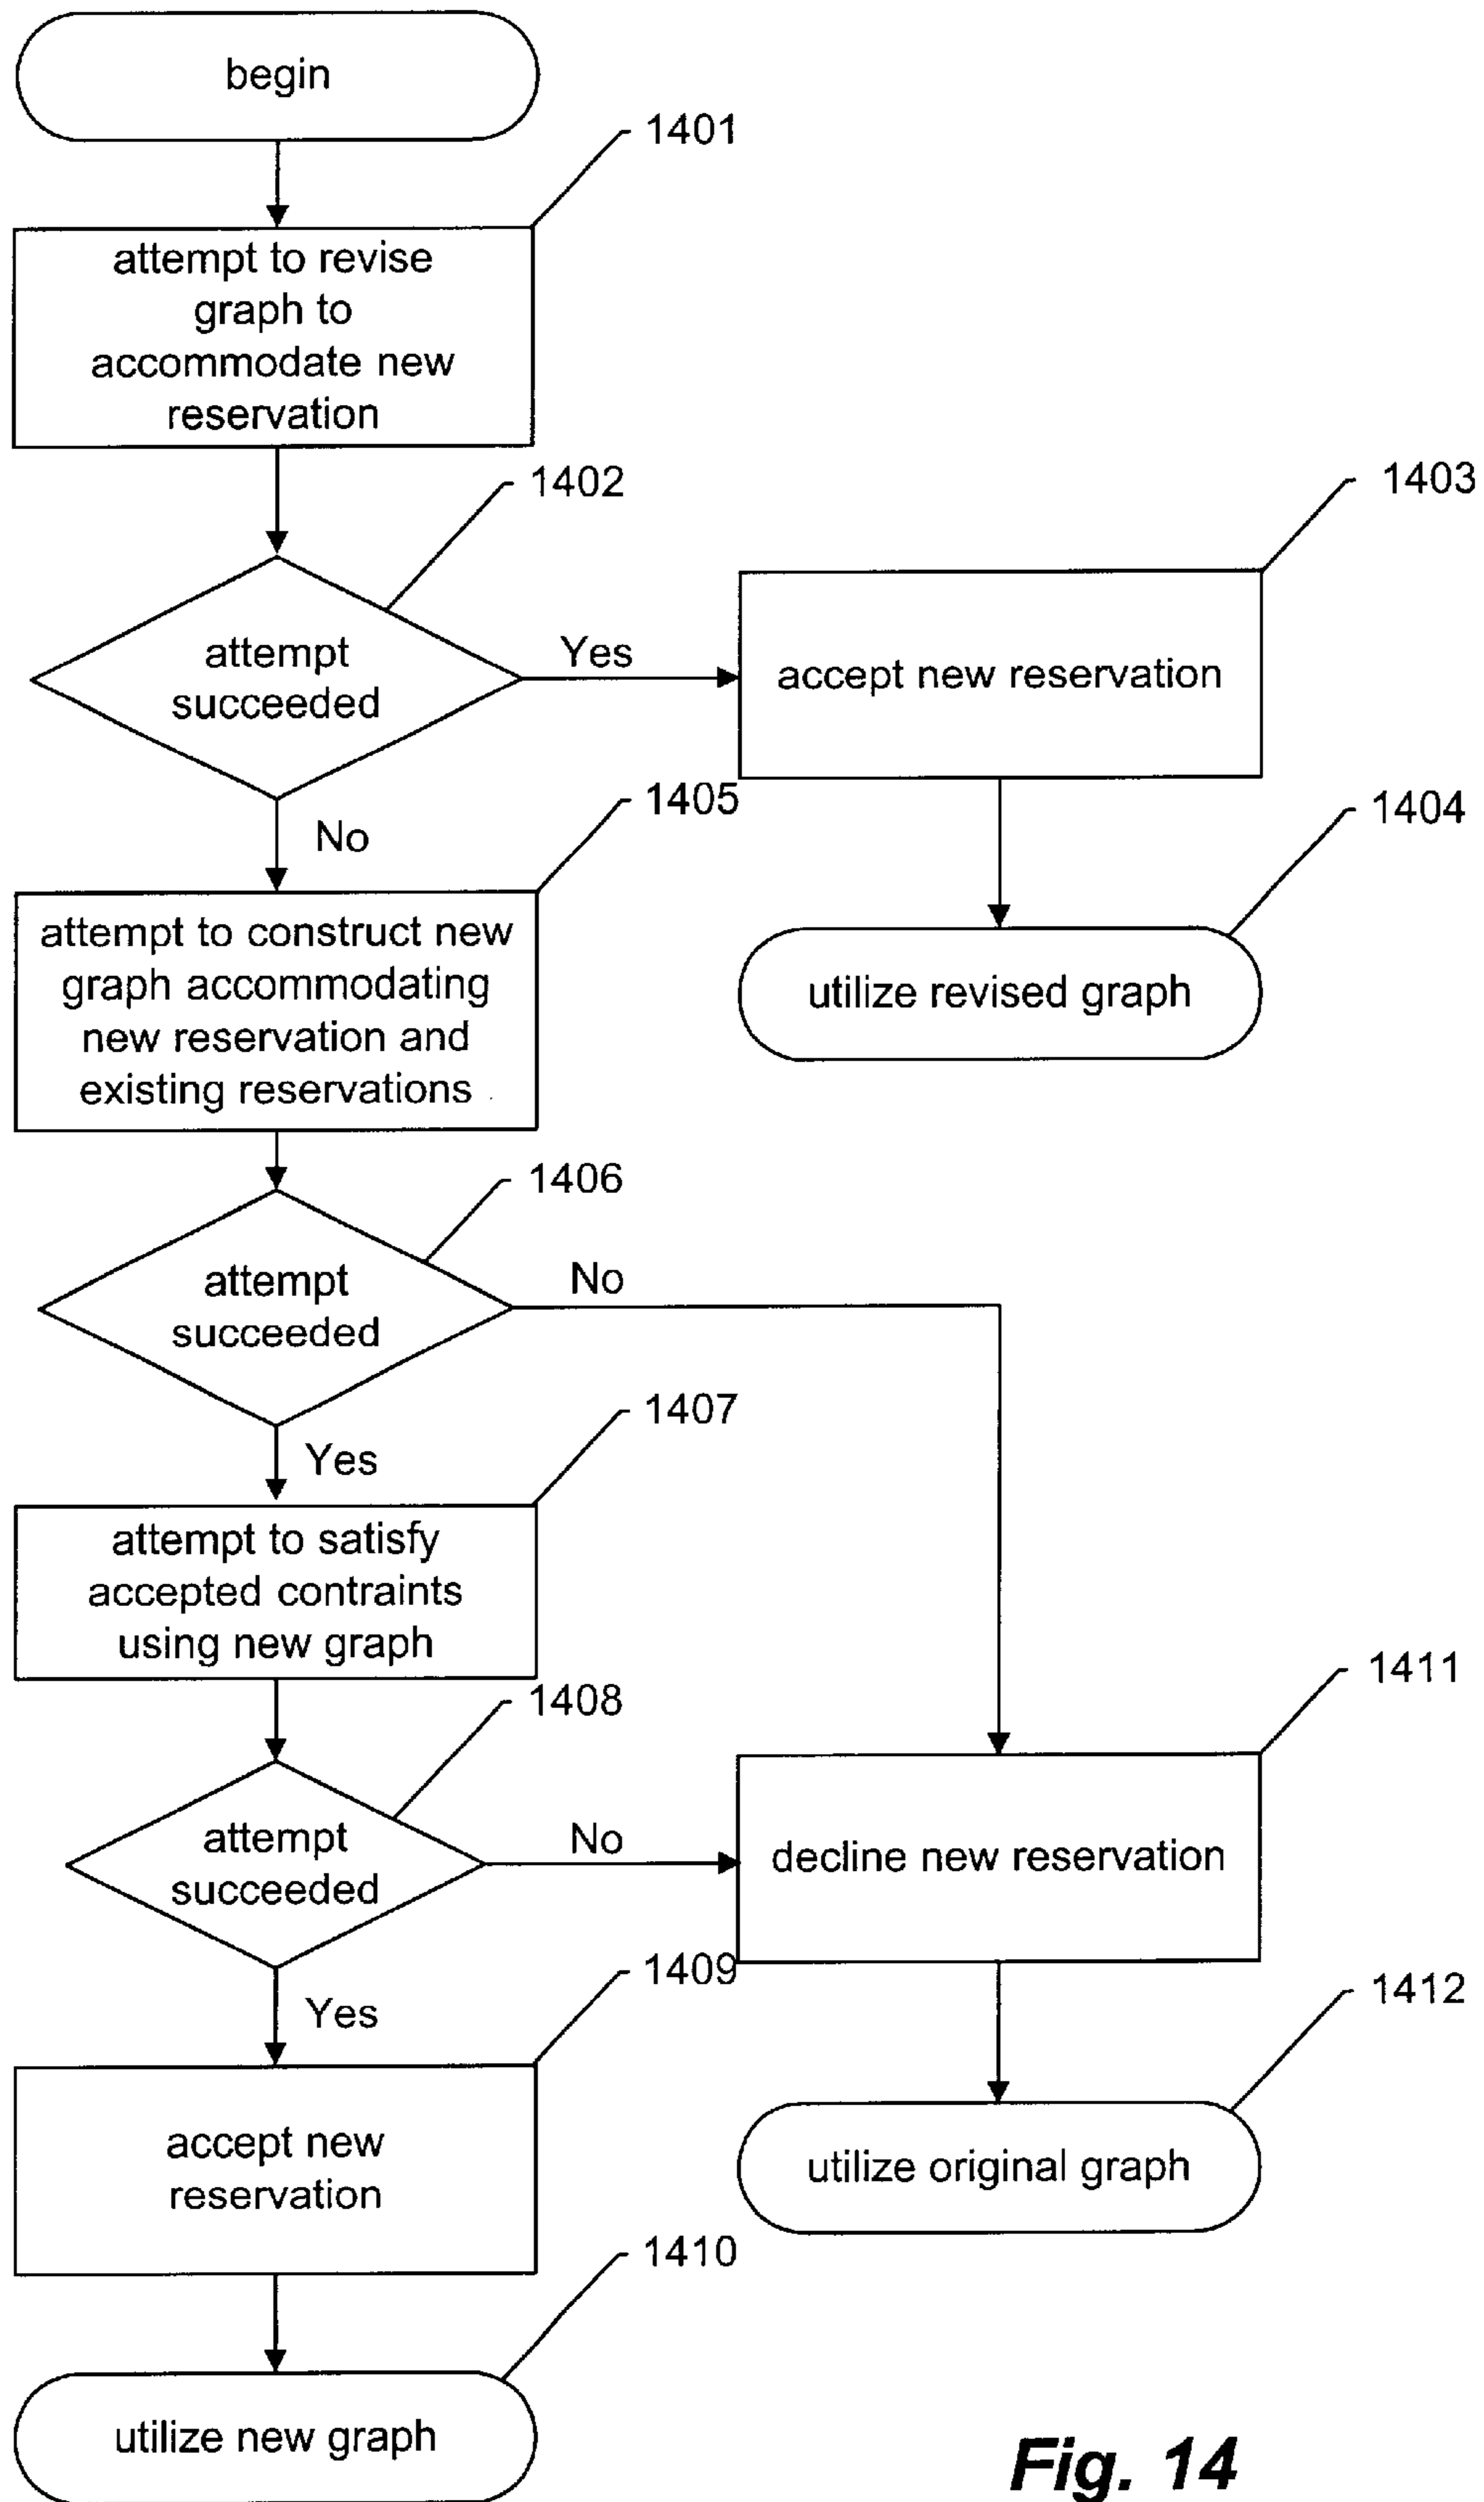 begin
1401
attempt to revise
graph to
accommodate new
reservation
1402
attempt
succeeded
Yes
1403
accept new reservation
No
1404
utilize revised graph
1405
attempt to construct new
graph accommodating
new reservation and
existing reservations
1406
attempt
succeeded
No
Yes
1407
attempt to satisfy
accepted contraints
using new graph
1408
attempt
succeeded
No
1411
decline new reservation
Yes
1409
accept new
reservation
1412
utilize original graph
1410
utilize new graph
Fig. 14